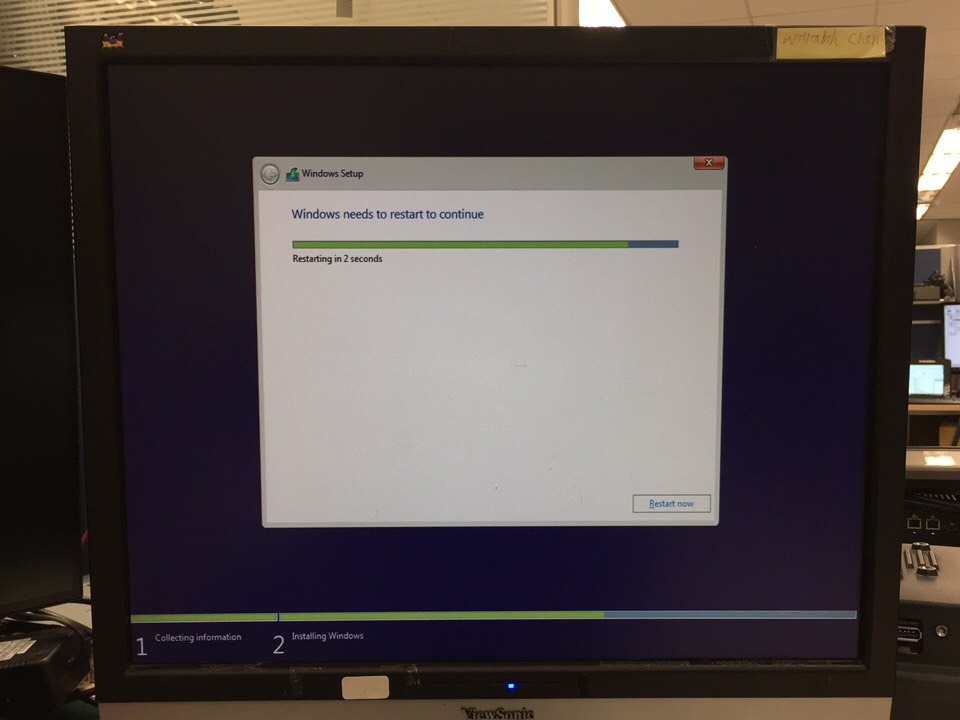 Windows Setup
Windows needs to restart to continue
Restarting in 2 seconds
Restart now
1 Collecting information
2 Installing Windows
ViewSonic